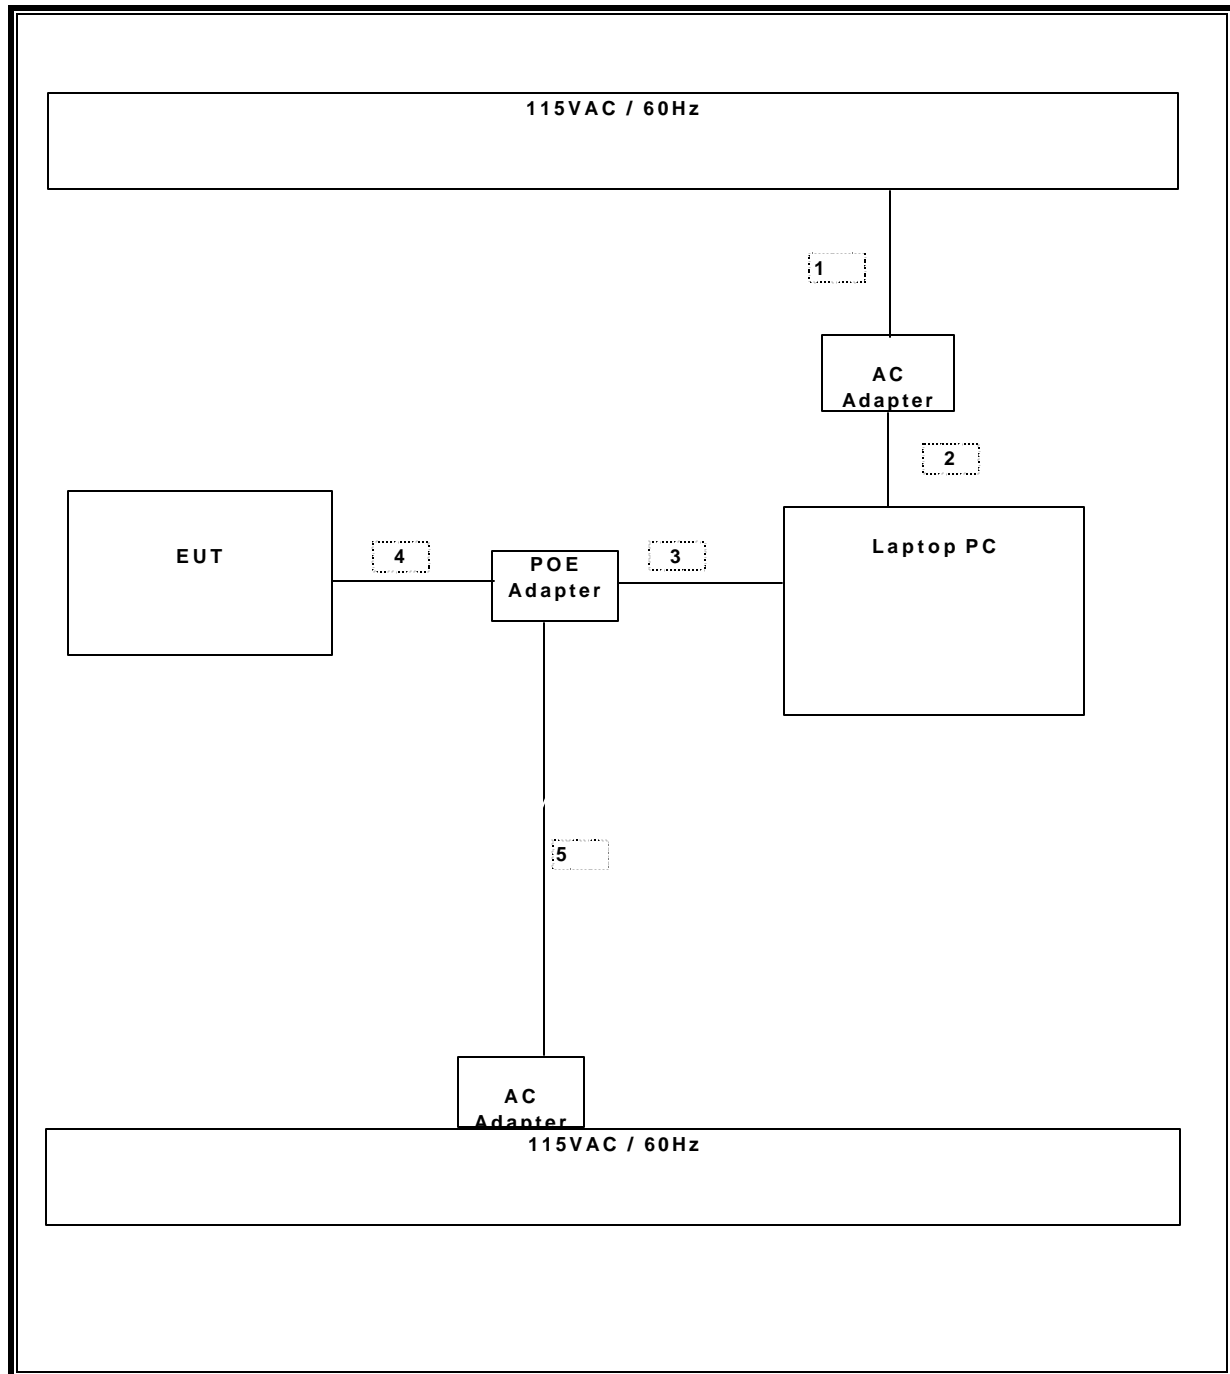 115VAC / 60Hz
1
AC
Adapter
2
EUT
4
POE
Adapter
3
Laptop PC
5
AC
Adapter
115VAC / 60Hz